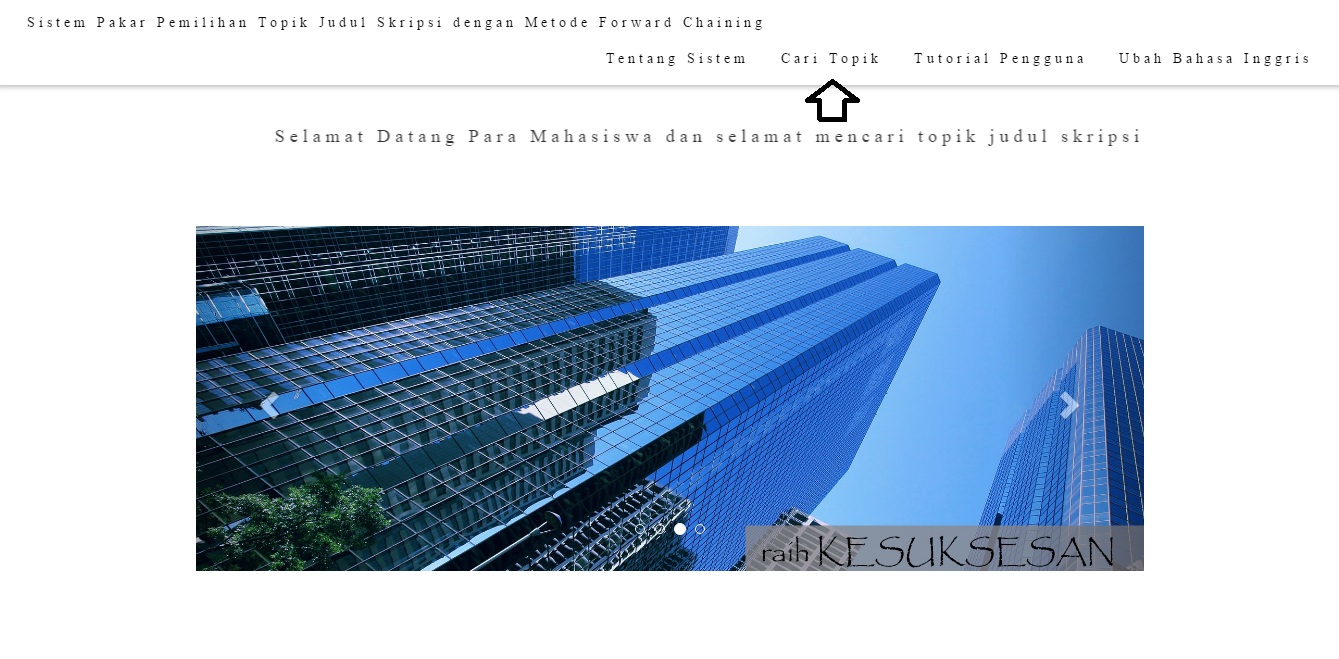 Sistem Pakar Pemilihan Topik Judul Skripsi dengan Metode Forward Chaining
Tentang Sistem Cari Topik Tutorial Pengguna Ubah Bahasa Inggris
Selamat Datang Para Mahasiswa dan selamat mencari topik judul skripsi
raih KESUKSESAN